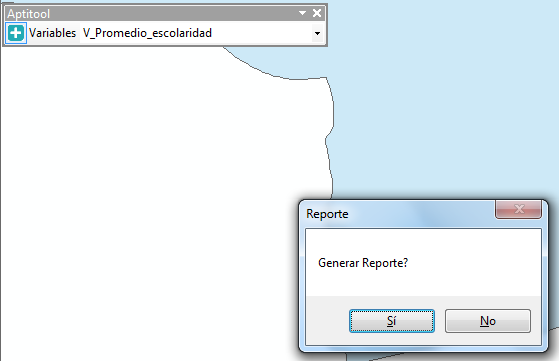 Aptitool
Variables V_Promedio_escolaridad
Reporte
Generar Reporte?
Sí No